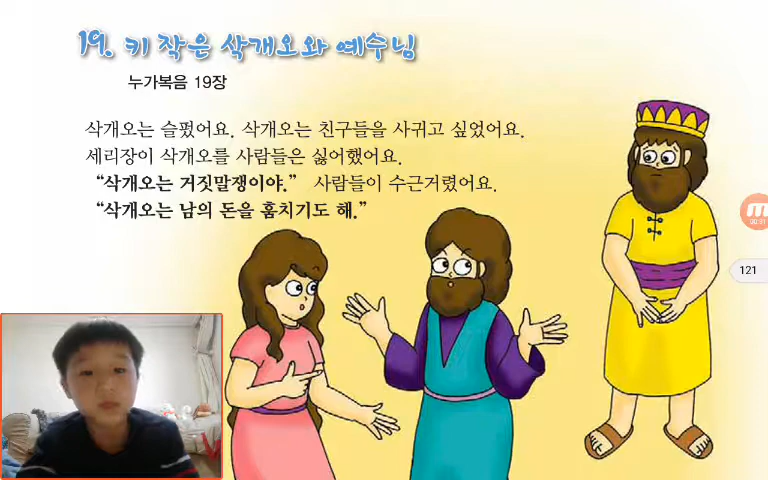 19. 키 작은 삭개오와 예수님
누가복음 19장
삭개오는 슬펐어요. 삭개오는 친구들을 사귀고 싶었어요.
세리장이 삭개오를 사람들은 싫어했어요.
“삭개오는 거짓말쟁이야.” 사람들이 수근거렸어요.
“삭개오는 남의 돈을 훔치기도 해.”
121